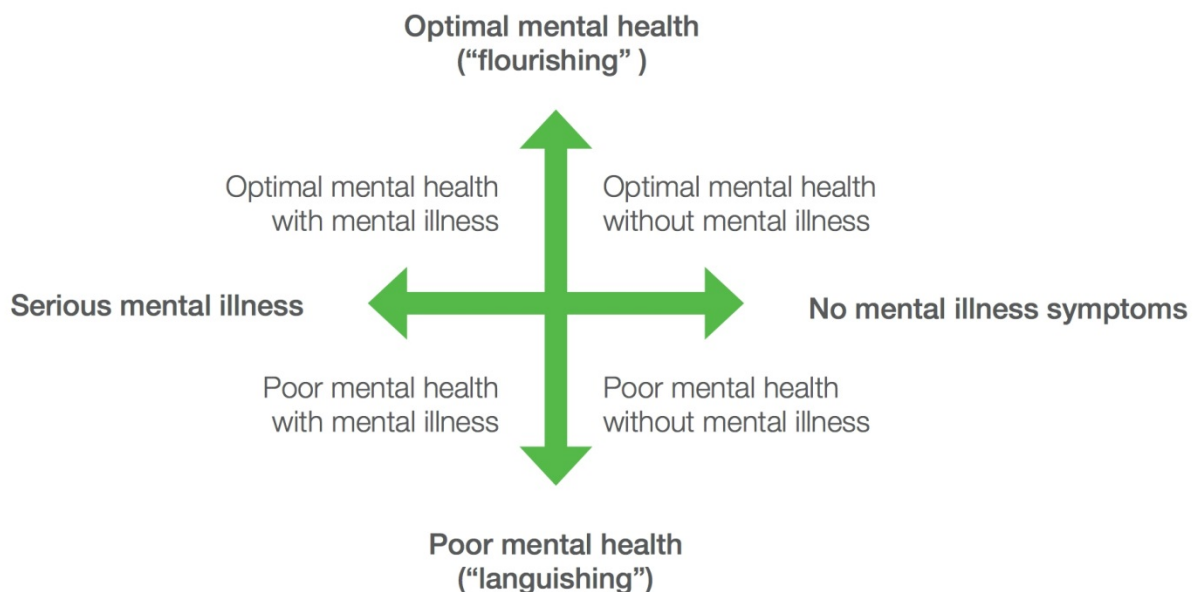 Optimal mental health
(“flourishing” )
Optimal mental health
with mental illness
Optimal mental health
without mental illness
Serious mental illness
No mental illness symptoms
Poor mental health
with mental illness
Poor mental health
without mental illness
Poor mental health
(“languishing”)